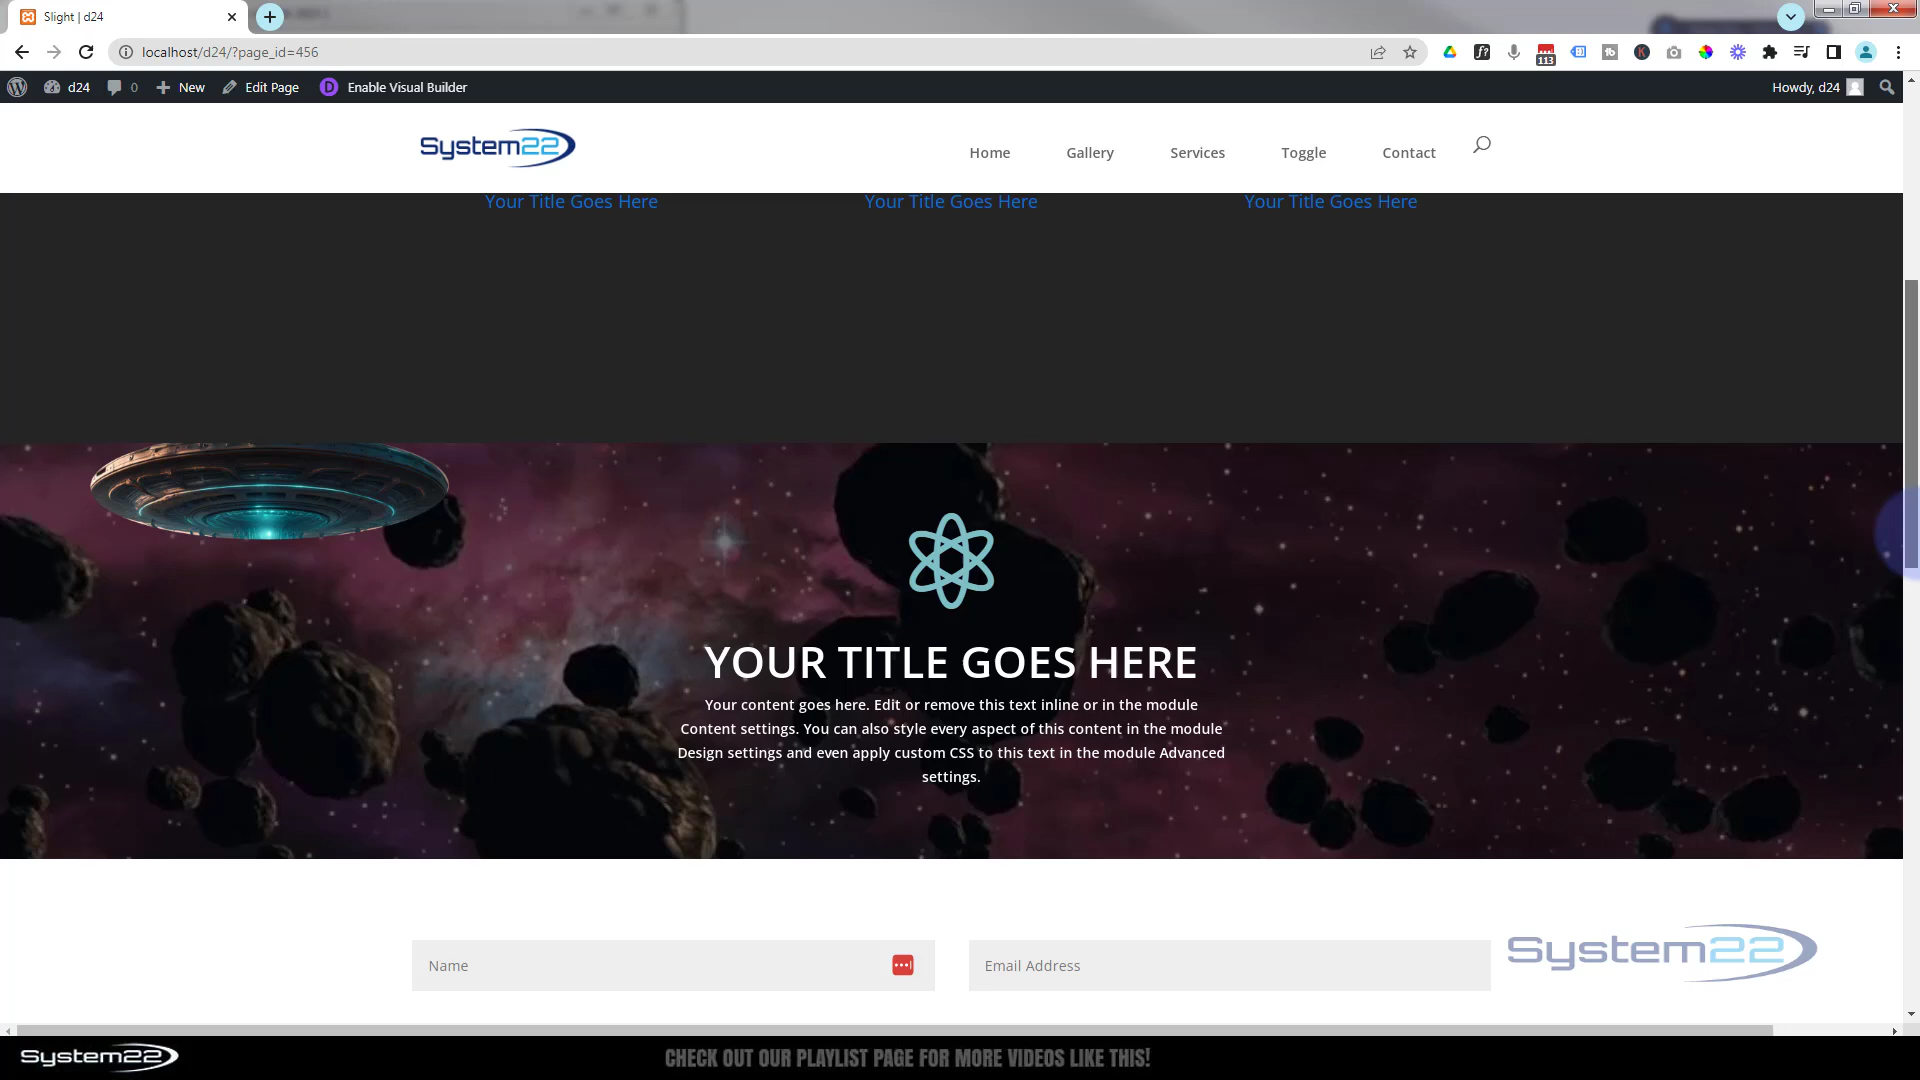 Slight | d24
localhost/d24/?page_id=456
113
d24
0
New
Edit Page
D
Enable Visual Builder
Howdy, d24
System22
Home
Gallery
Services
Toggle
Contact
Your Title Goes Here
Your Title Goes Here
Your Title Goes Here
YOUR TITLE GOES HERE
Your content goes here. Edit or remove this text inline or in the module
Content settings. You can also style every aspect of this content in the module
Design settings and even apply custom CSS to this text in the module Advanced
settings.
Name
Email Address
System22
System22
CHECK OUT OUR PLAYLIST PAGE FOR MORE VIDEOS LIKE THIS!